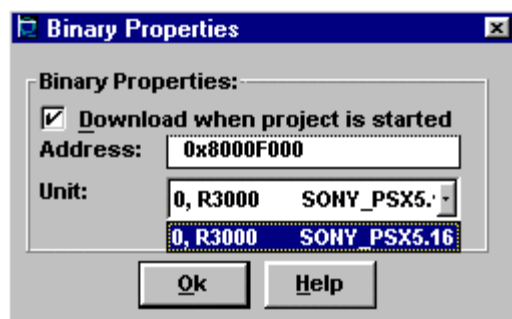 Binary Properties
Binary Properties:
Download when project is started
Address: 0x8000F000
Unit: 0, R3000 SONY_PSX5.
0, R3000 SONY_PSX5.16
Ok Help